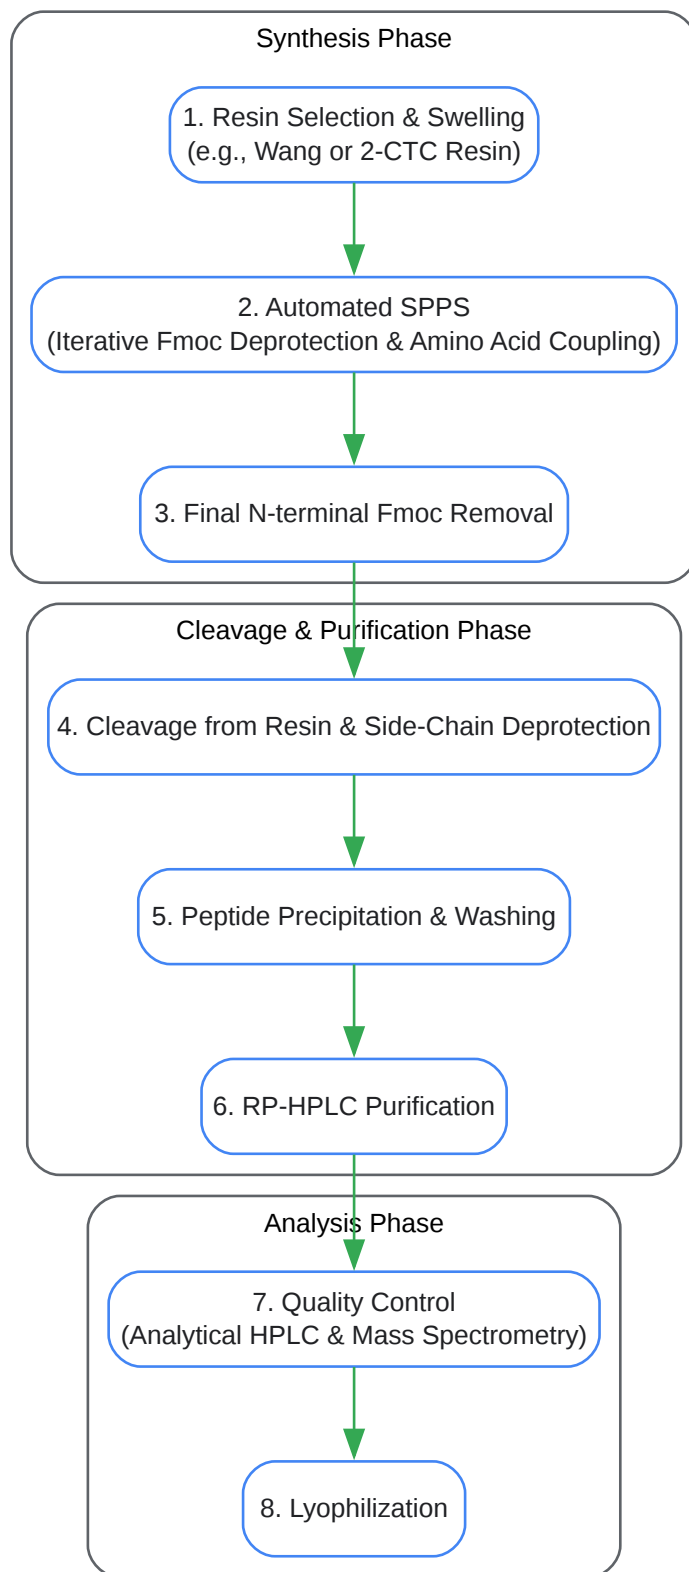 Synthesis Phase
1. Resin Selection & Swelling
(e.g., Wang or 2-CTC Resin)
2. Automated SPPS
(Iterative Fmoc Deprotection & Amino Acid Coupling)
3. Final N-terminal Fmoc Removal
Cleavage & Purification Phase
4. Cleavage from Resin & Side-Chain Deprotection
5. Peptide Precipitation & Washing
6. RP-HPLC Purification
Analysis Phase
7. Quality Control
(Analytical HPLC & Mass Spectrometry)
8. Lyophilization